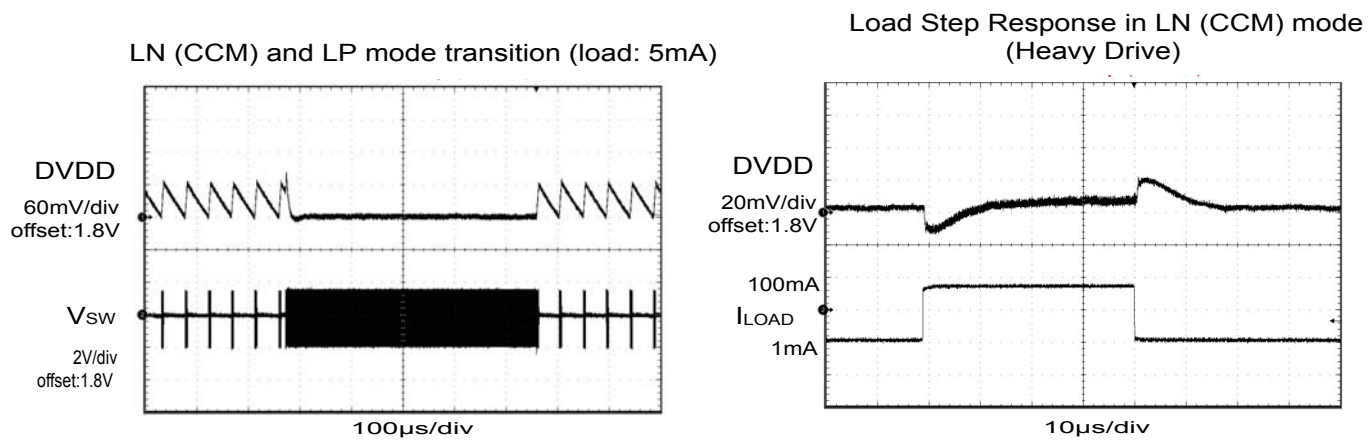 LN (CCM) and LP mode transition (load: 5mA)
DVDD
60mV/div
offset:1.8V
VSW
2V/div
offset:1.8V
100µs/div
Load Step Response in LN (CCM) mode
(Heavy Drive)
DVDD
20mV/div
offset:1.8V
100mA
ILOAD
1mA
10µs/div